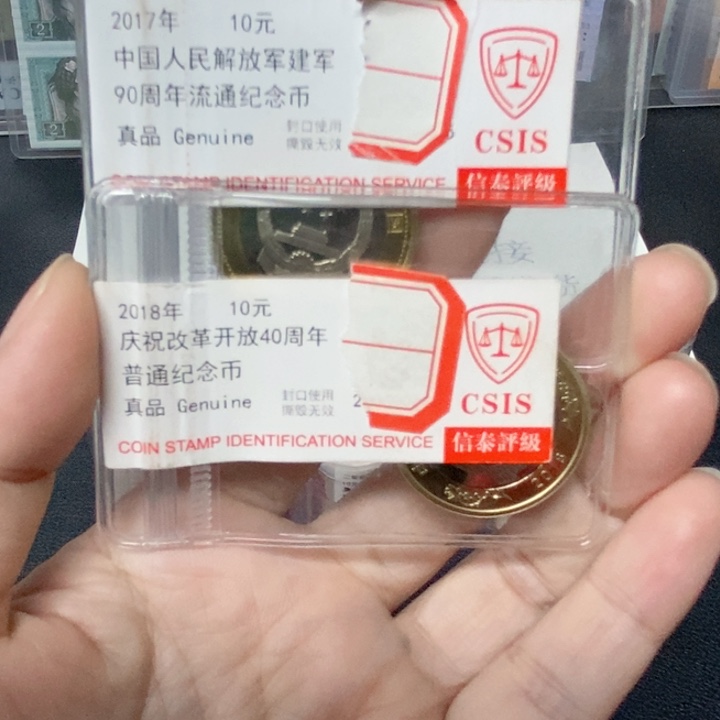 2017年 10元
中国人民解放军建军
90周年流通纪念币
真品 Genuine
封口使用
撕毁无效
CSIS
COIN STAMP IDENTIFICATION SERVICE
信泰評級
2018年 10元
庆祝改革开放40周年
普通纪念币
真品 Genuine
封口使用
撕毁无效
2
CSIS
COIN STAMP IDENTIFICATION SERVICE
信泰評級
2018
2
2